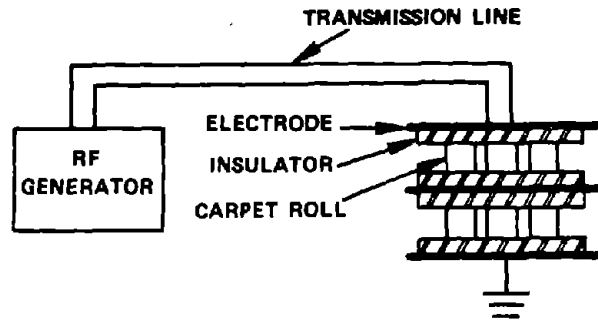 TRANSMISSION LINE
ELECTRODE
INSULATOR
CARPET ROLL
RF
GENERATOR